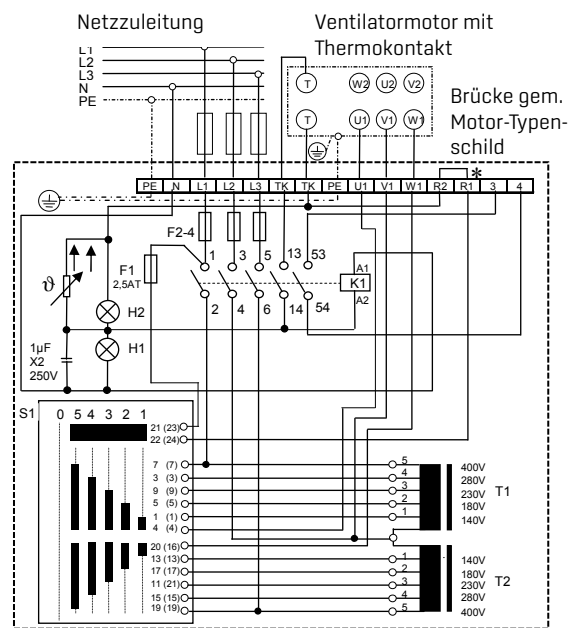 Netzzuleitung
Ventilatormotor mit
Thermokontakt
L1
L2
L3
N
PE
T W2 U2 V2
T U1 V1 W1
Brücke gem.
Motor-Typen-
schild
*
PE N L1 L2 L3 TK TK PE U1 V1 W1 R2 R1 3 4
F2-4
F1
2,5AT
1 3 5 13 53
2 4 6 14 54
A1
K1
A2
ϑ
H2
H1
1µF
X2
250V
S1 0 5 4 3 2 1
21 (23)
22 (24)
7 (7)
3 (3)
9 (9)
5 (5)
1 (1)
4 (4)
20 (16)
13 (13)
17 (17)
11 (21)
15 (15)
19 (19)
5 400V
4 280V
3 230V
2 180V
1 140V
T1
1 140V
2 180V
3 230V
4 280V
5 400V
T2